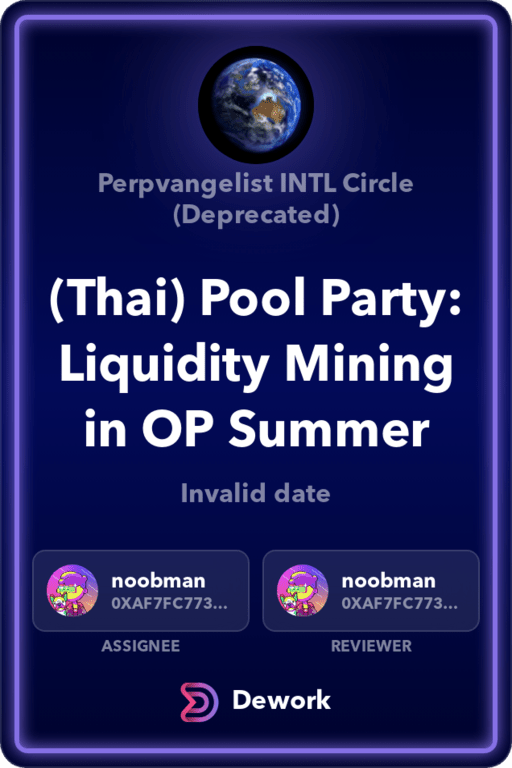 Perpvangelist INTL Circle
(Deprecated)
(Thai) Pool Party:
Liquidity Mining
in OP Summer
Invalid date
noobman
0XAF7FC773...
noobman
0XAF7FC773...
ASSIGNEE
REVIEWER
Dework